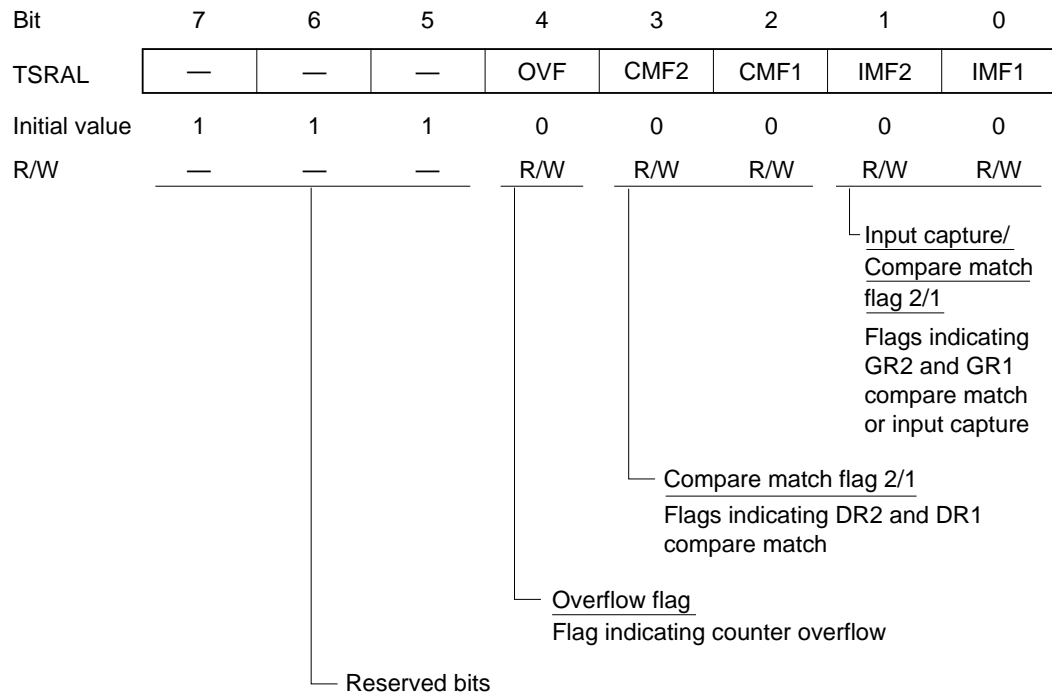 Bit 7 6 5 4 3 2 1 0
TSRAL — — — OVF CMF2 CMF1 IMF2 IMF1
Initial value 1 1 1 0 0 0 0 0
R/W — — — R/W R/W R/W R/W R/W
Input capture/
Compare match
flag 2/1
Flags indicating
GR2 and GR1
compare match
or input capture
Compare match flag 2/1
Flags indicating DR2 and DR1
compare match
Overflow flag
Flag indicating counter overflow
Reserved bits